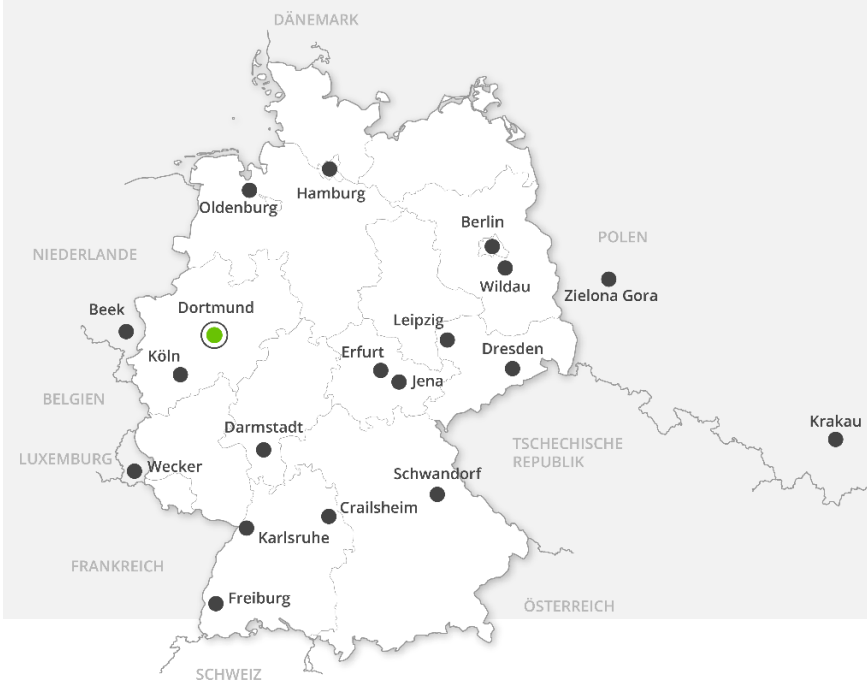 DÄNEMARK
Hamburg
Oldenburg
Berlin
POLEN
NIEDERLANDE
Wildau
Zielona Gora
Beek
Dortmund
Leipzig
Köln
Erfurt
Dresden
Jena
BELGIEN
Krakau
Darmstadt
TSCHECHISCHE
REPUBLIK
LUXEMBURG
Wecker
Schwandorf
Crailsheim
Karlsruhe
FRANKREICH
Freiburg
ÖSTERREICH
SCHWEIZ